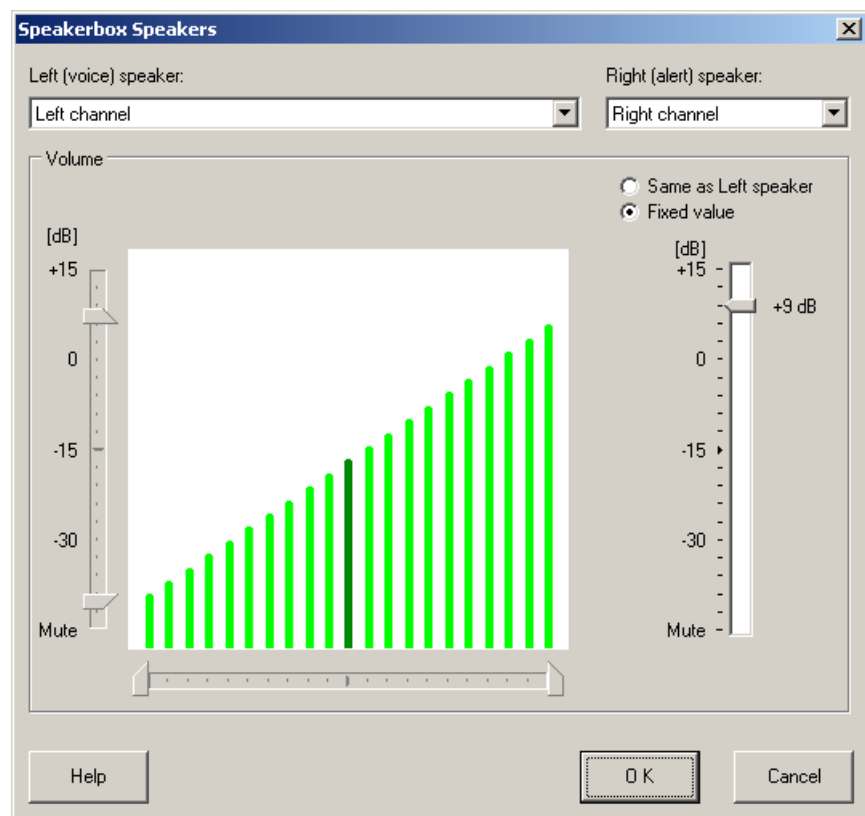 Speakerbox Speakers
Left (voice) speaker:
Right (alert) speaker:
Left channel
Right channel
Volume
Same as Left speaker
Fixed value
[dB]
+15
0
-15
-30
Mute
[dB]
+15
+9 dB
0
-15
-30
Mute
Help
OK
Cancel